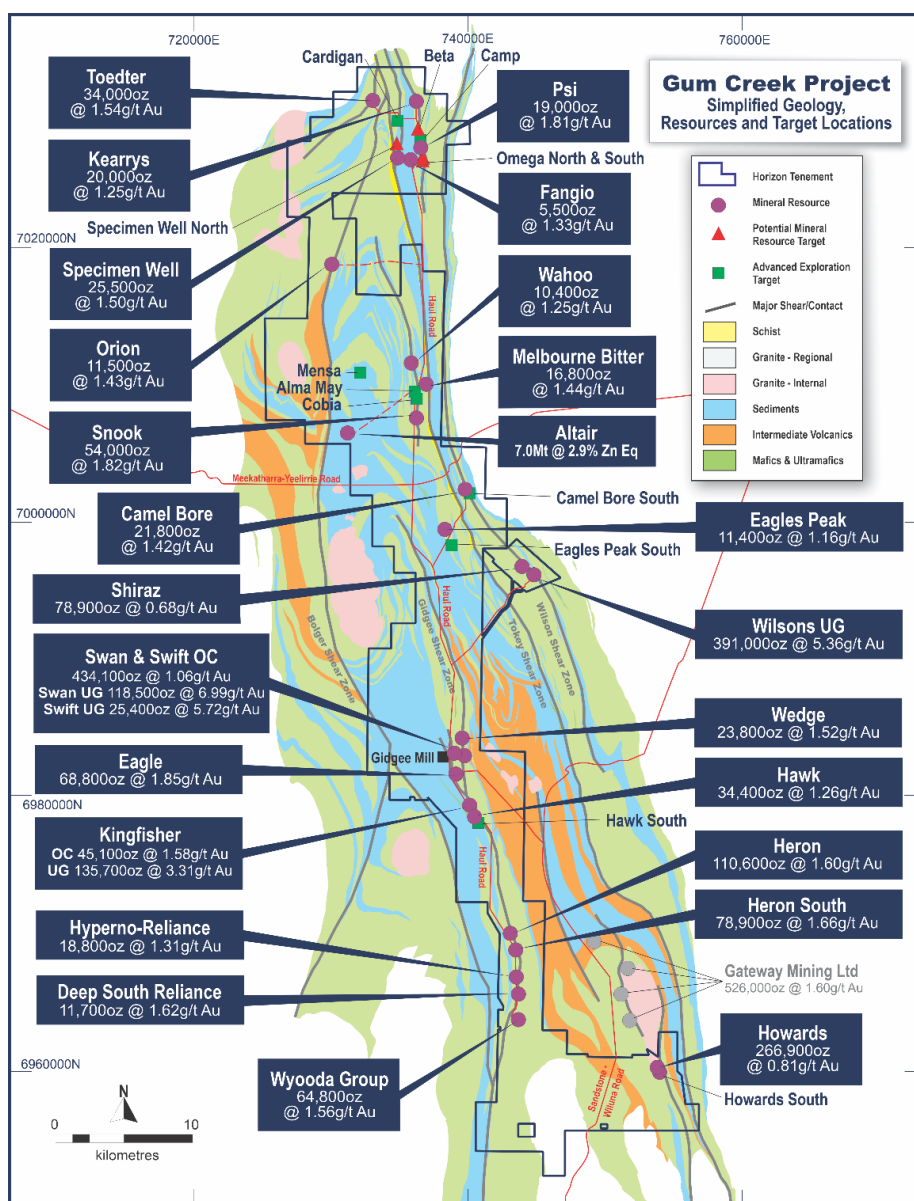 720000E
740000E
760000E
Cardigan
Beta
Camp
Gum Creek Project
Simplified Geology,
Resources and Target Locations
Toedter
34,000oz
@ 1.54g/t Au
Psi
19,000oz
@ 1.81g/t Au
Kearrys
20,000oz
@ 1.25g/t Au
Omega North & South
Fangio
5,500oz
@ 1.33g/t Au
Specimen Well North
7020000N
Specimen Well
25,500oz
@ 1.50g/t Au
Wahoo
10,400oz
@ 1.25g/t Au
Haul Road
Orion
11,500oz
@ 1.43g/t Au
Mensa
Alma May
Cobia
Melbourne Bitter
16,800oz
@ 1.44g/t Au
Snook
54,000oz
@ 1.82g/t Au
Altair
7.0Mt @ 2.9% Zn Eq
Horizon Tenement
Mineral Resource
Potential Mineral
Resource Target
Advanced Exploration
Target
Major Shear/Contact
Schist
Granite - Regional
Granite - Internal
Sediments
Intermediate Volcanics
Mafics & Ultramafics
Meekatharra-Yeelirrie Road
Camel Bore South
7000000N
Camel Bore
21,800oz
@ 1.42g/t Au
Eagles Peak
11,400oz @ 1.16g/t Au
Eagles Peak South
Shiraz
78,900oz @ 0.68g/t Au
Haul Road
Gidgee Shear Zone
Bolger Shear Zone
Tokey Shear Zone
Wilson Shear Zone
Wilsons UG
391,000oz @ 5.36g/t Au
Swan & Swift OC
434,100oz @ 1.06g/t Au
Swan UG 118,500oz @ 6.99g/t Au
Swift UG 25,400oz @ 5.72g/t Au
Wedge
23,800oz @ 1.52g/t Au
Gidgee Mill
Eagle
68,800oz @ 1.85g/t Au
Hawk
34,400oz @ 1.26g/t Au
6980000N
Hawk South
Kingfisher
OC 45,100oz @ 1.58g/t Au
UG 135,700oz @ 3.31g/t Au
Haul Road
Heron
110,600oz @ 1.60g/t Au
Heron South
78,900oz @ 1.66g/t Au
Hyperno-Reliance
18,800oz @ 1.31g/t Au
Gateway Mining Ltd
526,000oz @ 1.60g/t Au
Deep South Reliance
11,700oz @ 1.62g/t Au
Howards
266,900oz
@ 0.81g/t Au
6960000N
Wyooda Group
64,800oz
@ 1.56g/t Au
Sandstone -
Wiluna Road
Howards South
N
0
10
kilometres